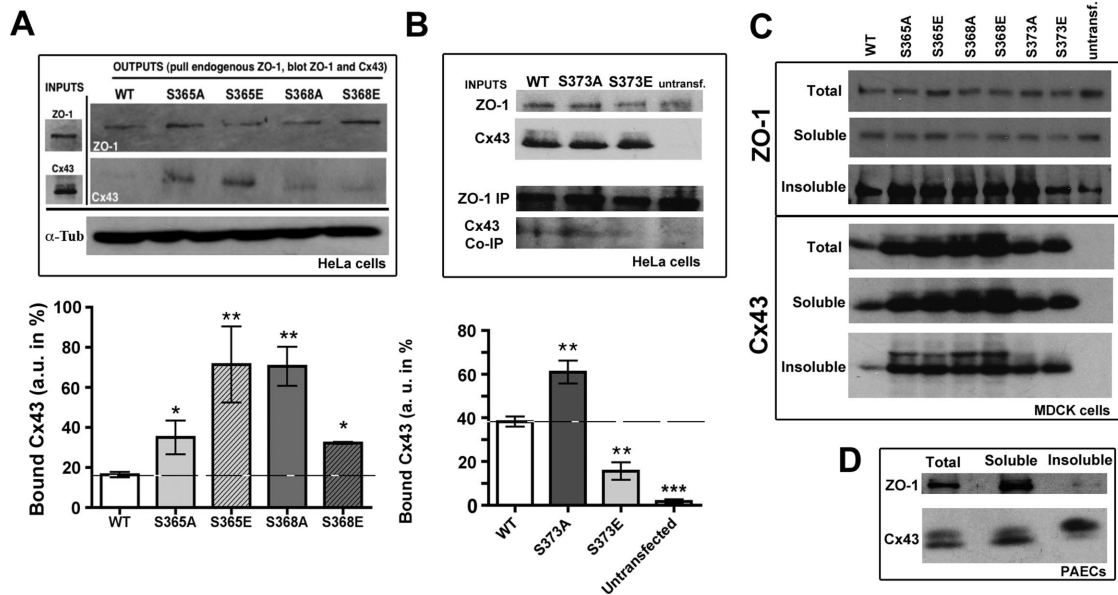 A
OUTPUTS (pull endogenous ZO-1, blot ZO-1 and Cx43)
INPUTS
WT S365A S365E S368A S368E
ZO-1
ZO-1
Cx43
Cx43
α-Tub
HeLa cells
Bound Cx43 (a.u. in %)
100
80
60
40
20
0
*
**
**
*
WT S365A S365E S368A S368E
B
INPUTS WT S373A S373E untransf.
ZO-1
Cx43
ZO-1 IP
Cx43
Co-IP
HeLa cells
Bound Cx43 (a. u. in %
80
60
40
20
0
**
**
***
WT S373A S373E Untransfected
C
WT S365A S365E S368A S368E S373A S373E untransf.
ZO-1
Total
Soluble
Insoluble
Cx43
Total
Soluble
Insoluble
MDCK cells
D
Total Soluble Insoluble
ZO-1
Cx43
PAECs